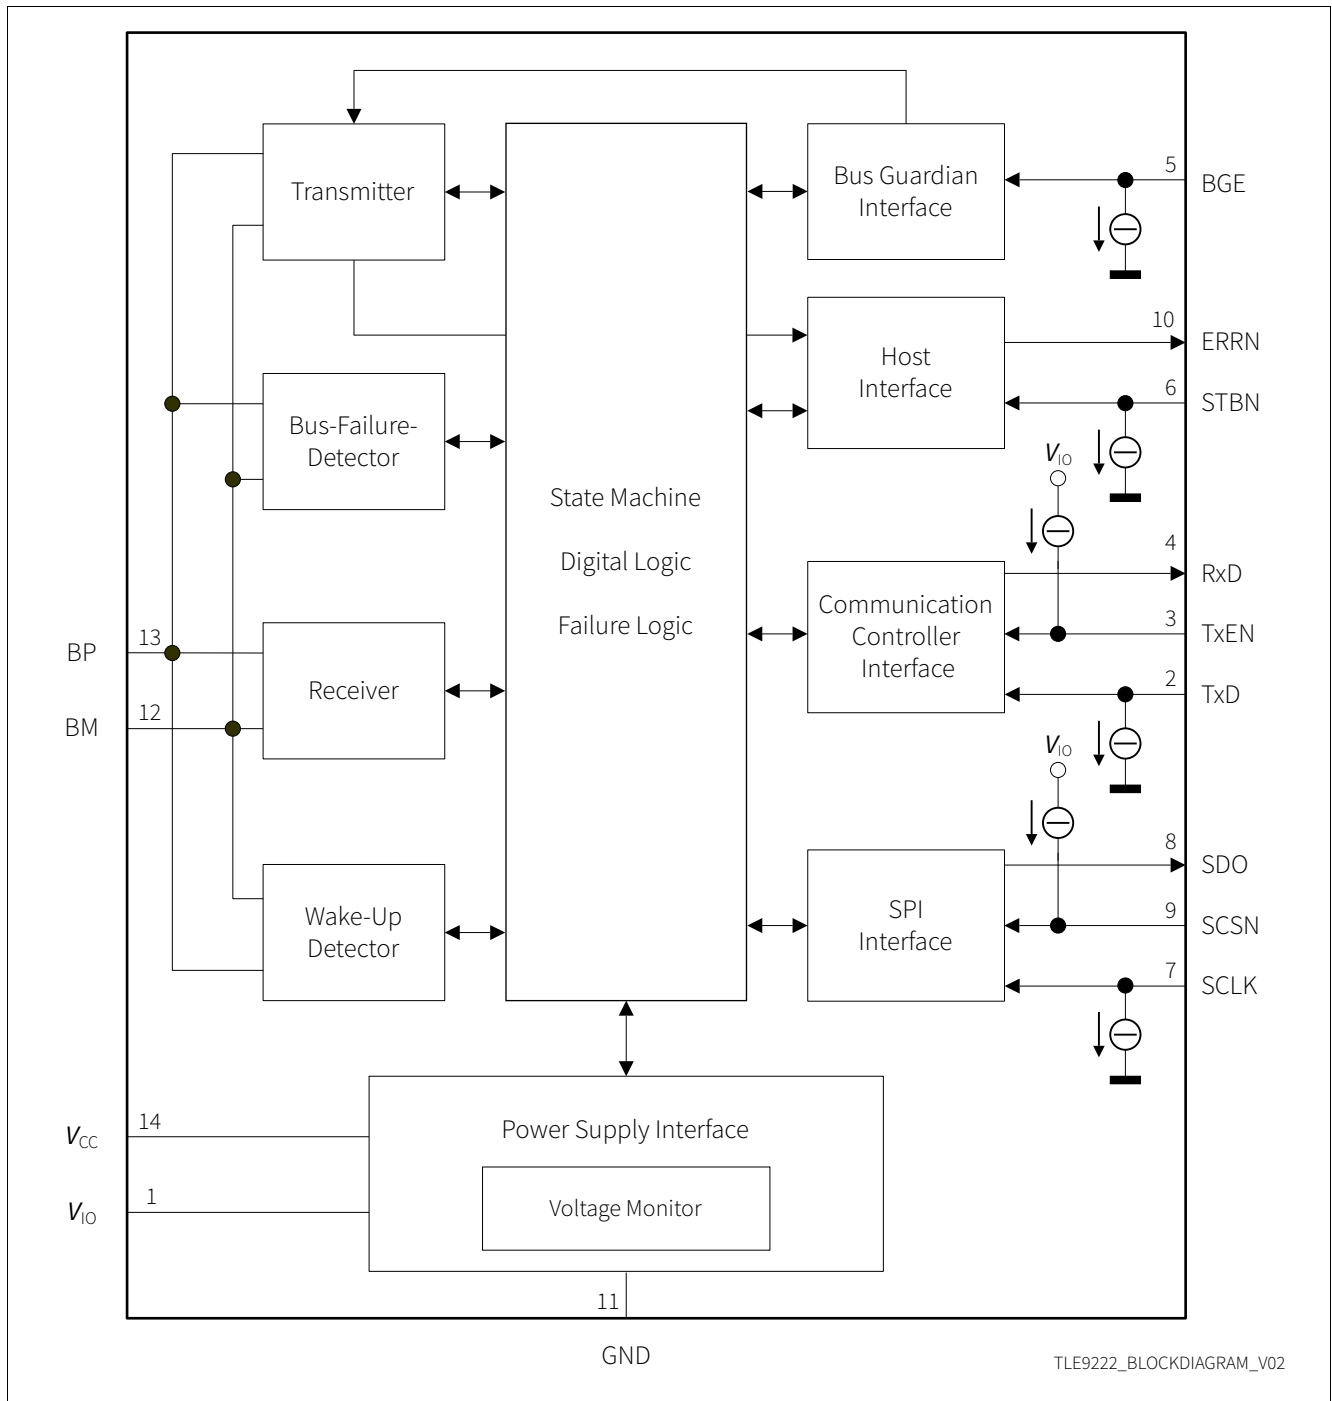 Transmitter
Bus Guardian
Interface
5
BGE
10
ERRN
Host
Interface
6
STBN
Bus-Failure-
Detector
VIO
State Machine
Digital Logic
Failure Logic
4
RxD
Communication
Controller
Interface
3
TxEN
2
TxD
BP
13
Receiver
BM
12
VIO
8
SDO
SPI
Interface
9
SCSN
Wake-Up
Detector
7
SCLK
VCC
14
Power Supply Interface
VIO
1
Voltage Monitor
11
GND
TLE9222_BLOCKDIAGRAM_V02